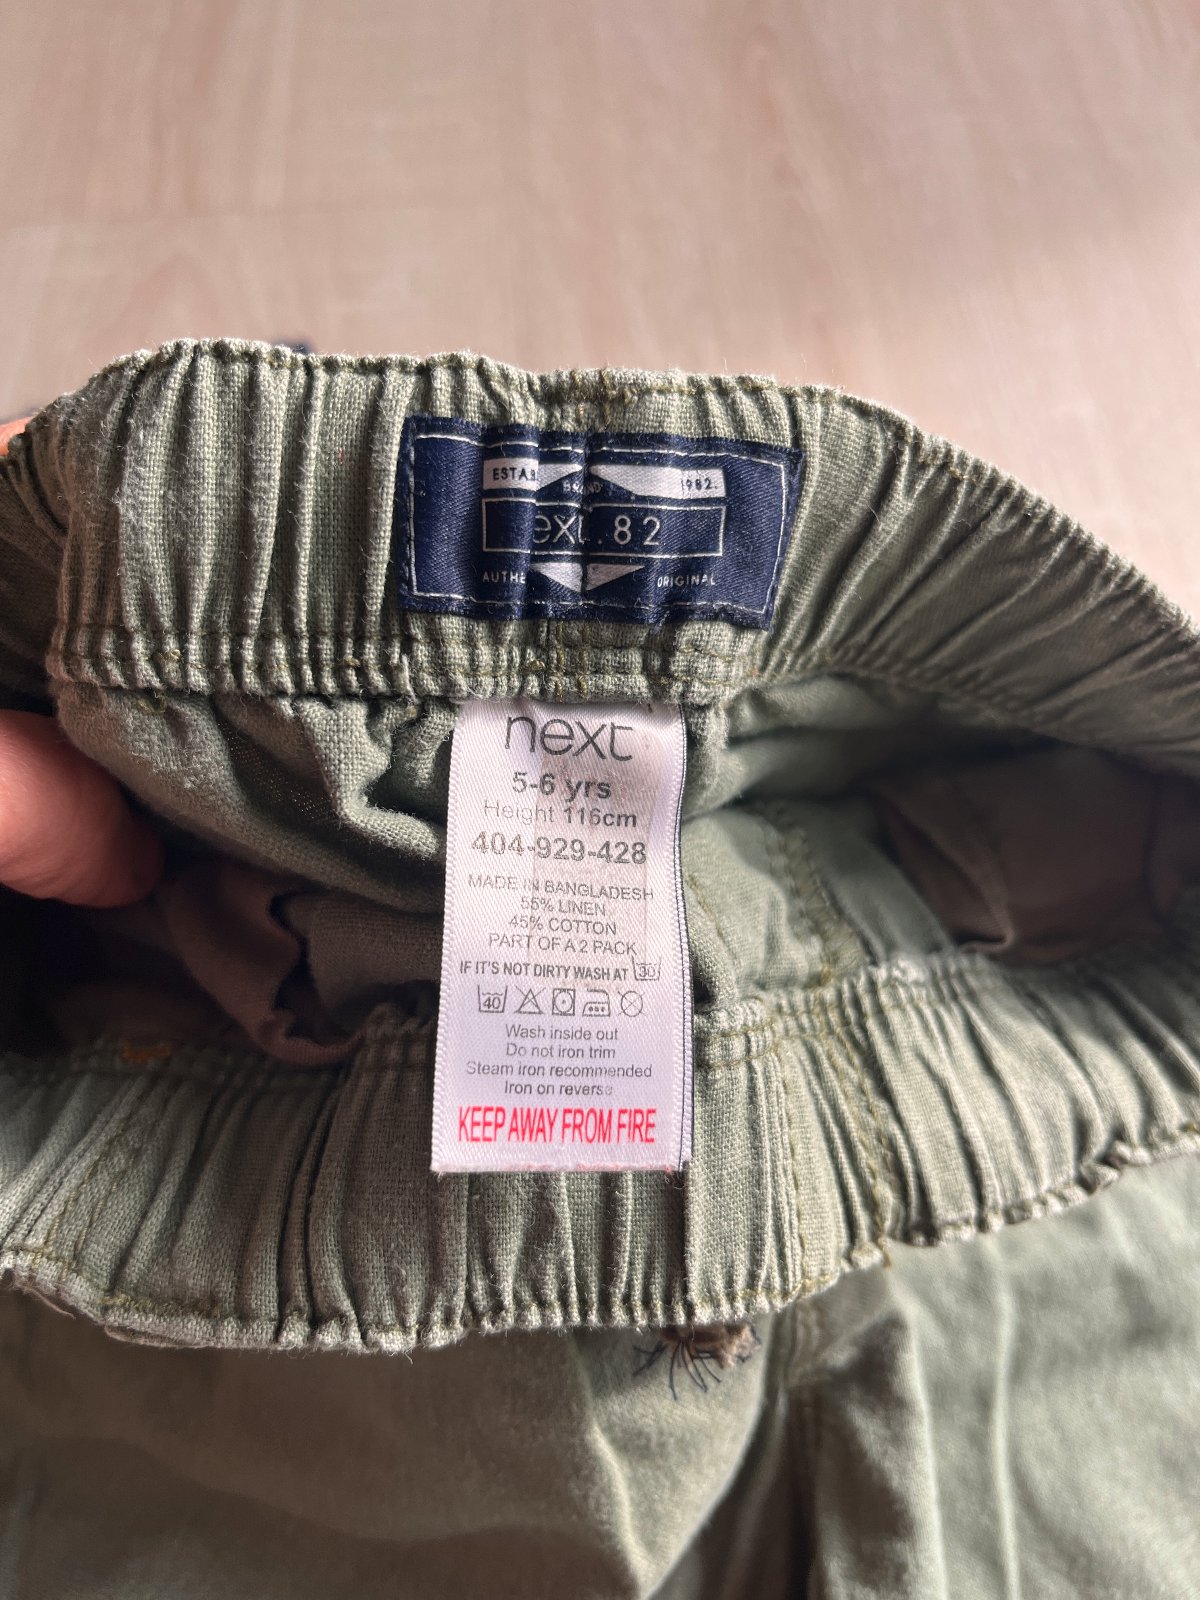 ESTAB. 1982.
BRAND
next.82
AUTHE ORIGINAL
next
5-6 yrs
Height 116cm
404-929-428
MADE IN BANGLADESH
55% LINEN
45% COTTON
PART OF A 2 PACK
IF IT'S NOT DIRTY WASH AT 30
40
Wash inside out
Do not iron trim
Steam iron recommended
Iron on reverse
KEEP AWAY FROM FIRE